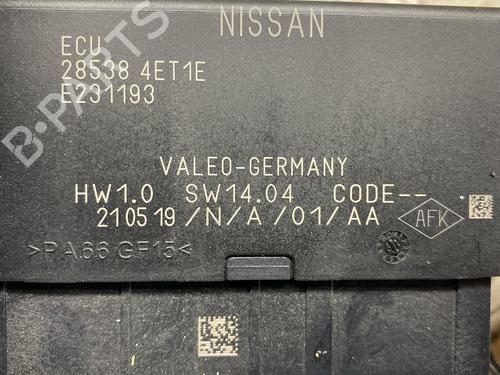 NISSAN
ECU
28538 4ET1E
E231193
B-PARTS
VALEO-GERMANY
HW1.0 SW14.04 CODE--
210519/N/A/01/AA
AFK
>PA66 GF15<